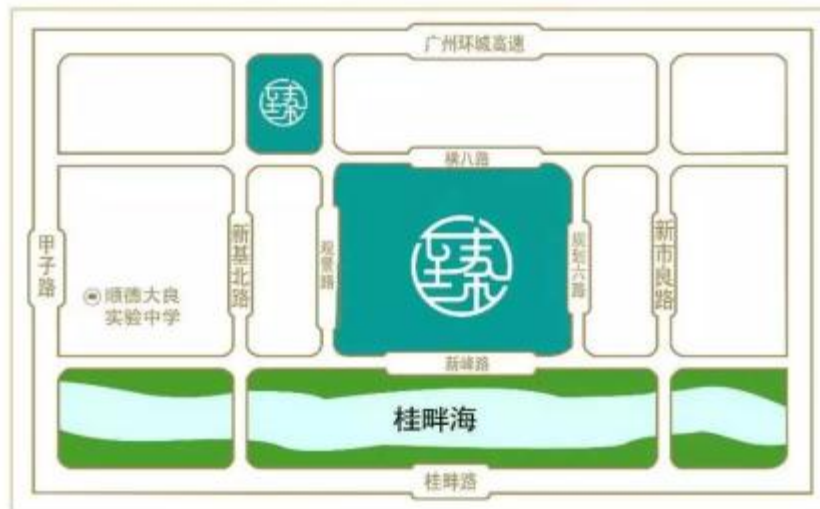 广州环城高速
横八路
甲子路
新基北路
观景路
规划六路
新市良路
顺德大良
实验中学
新峰路
桂畔海
桂畔路